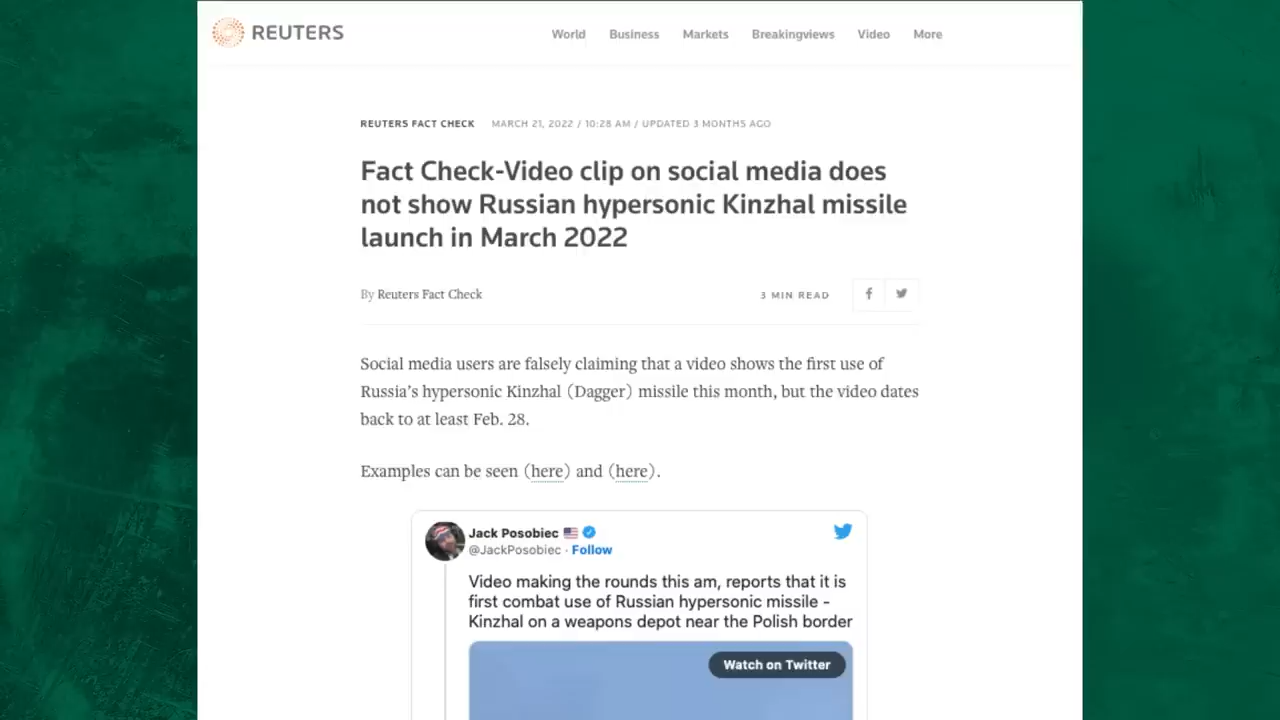 REUTERS
World Business Markets Breakingviews Video More
REUTERS FACT CHECK MARCH 21, 2022 / 10:28 AM / UPDATED 3 MONTHS AGO
Fact Check-Video clip on social media does
not show Russian hypersonic Kinzhal missile
launch in March 2022
By Reuters Fact Check
3 MIN READ
Social media users are falsely claiming that a video shows the first use of
Russia's hypersonic Kinzhal (Dagger) missile this month, but the video dates
back to at least Feb. 28.
Examples can be seen (here) and (here).
Jack Posobiec
@JackPosobiec · Follow
Video making the rounds this am, reports that it is
first combat use of Russian hypersonic missile -
Kinzhal on a weapons depot near the Polish border
Watch on Twitter